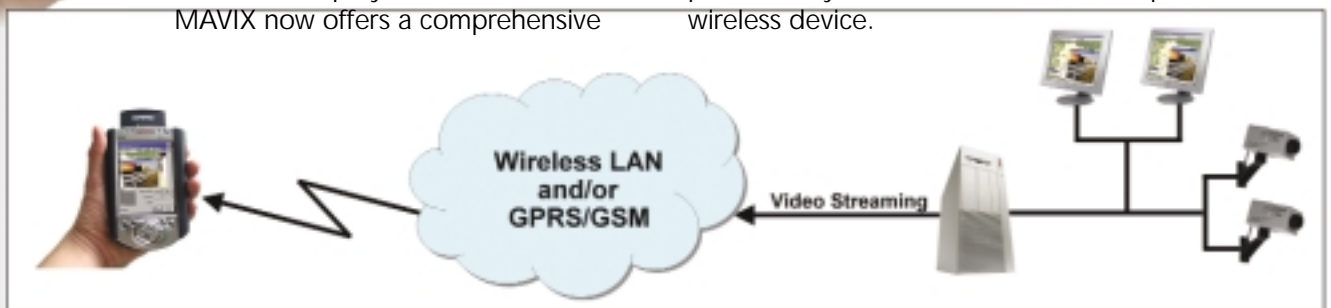 MAVIX now offers a comprehensive
wireless device.
Wireless LAN
and/or
GPRS/GSM
Video Streaming